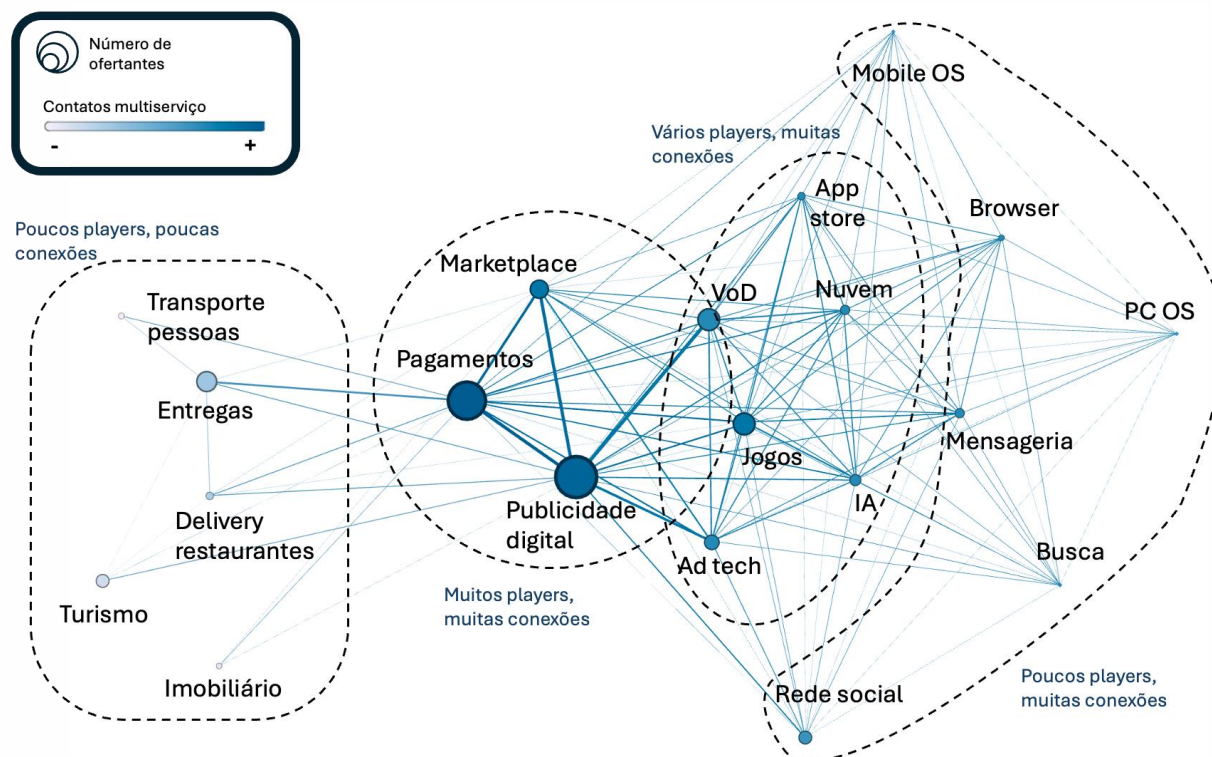 Número de
ofertantes
Contatos multiserviço
- +
Mobile OS
Vários players, muitas
conexões
App
store
Browser
Poucos players, poucas
conexões
Marketplace
VoD
Nuvem
Transporte
pessoas
PC OS
Pagamentos
Entregas
Mensageria
Jogos
Publicidade
digital
IA
Delivery
restaurantes
Ad tech
Busca
Turismo
Muitos players,
muitas conexões
Imobiliário
Rede social
Poucos players,
muitas conexões